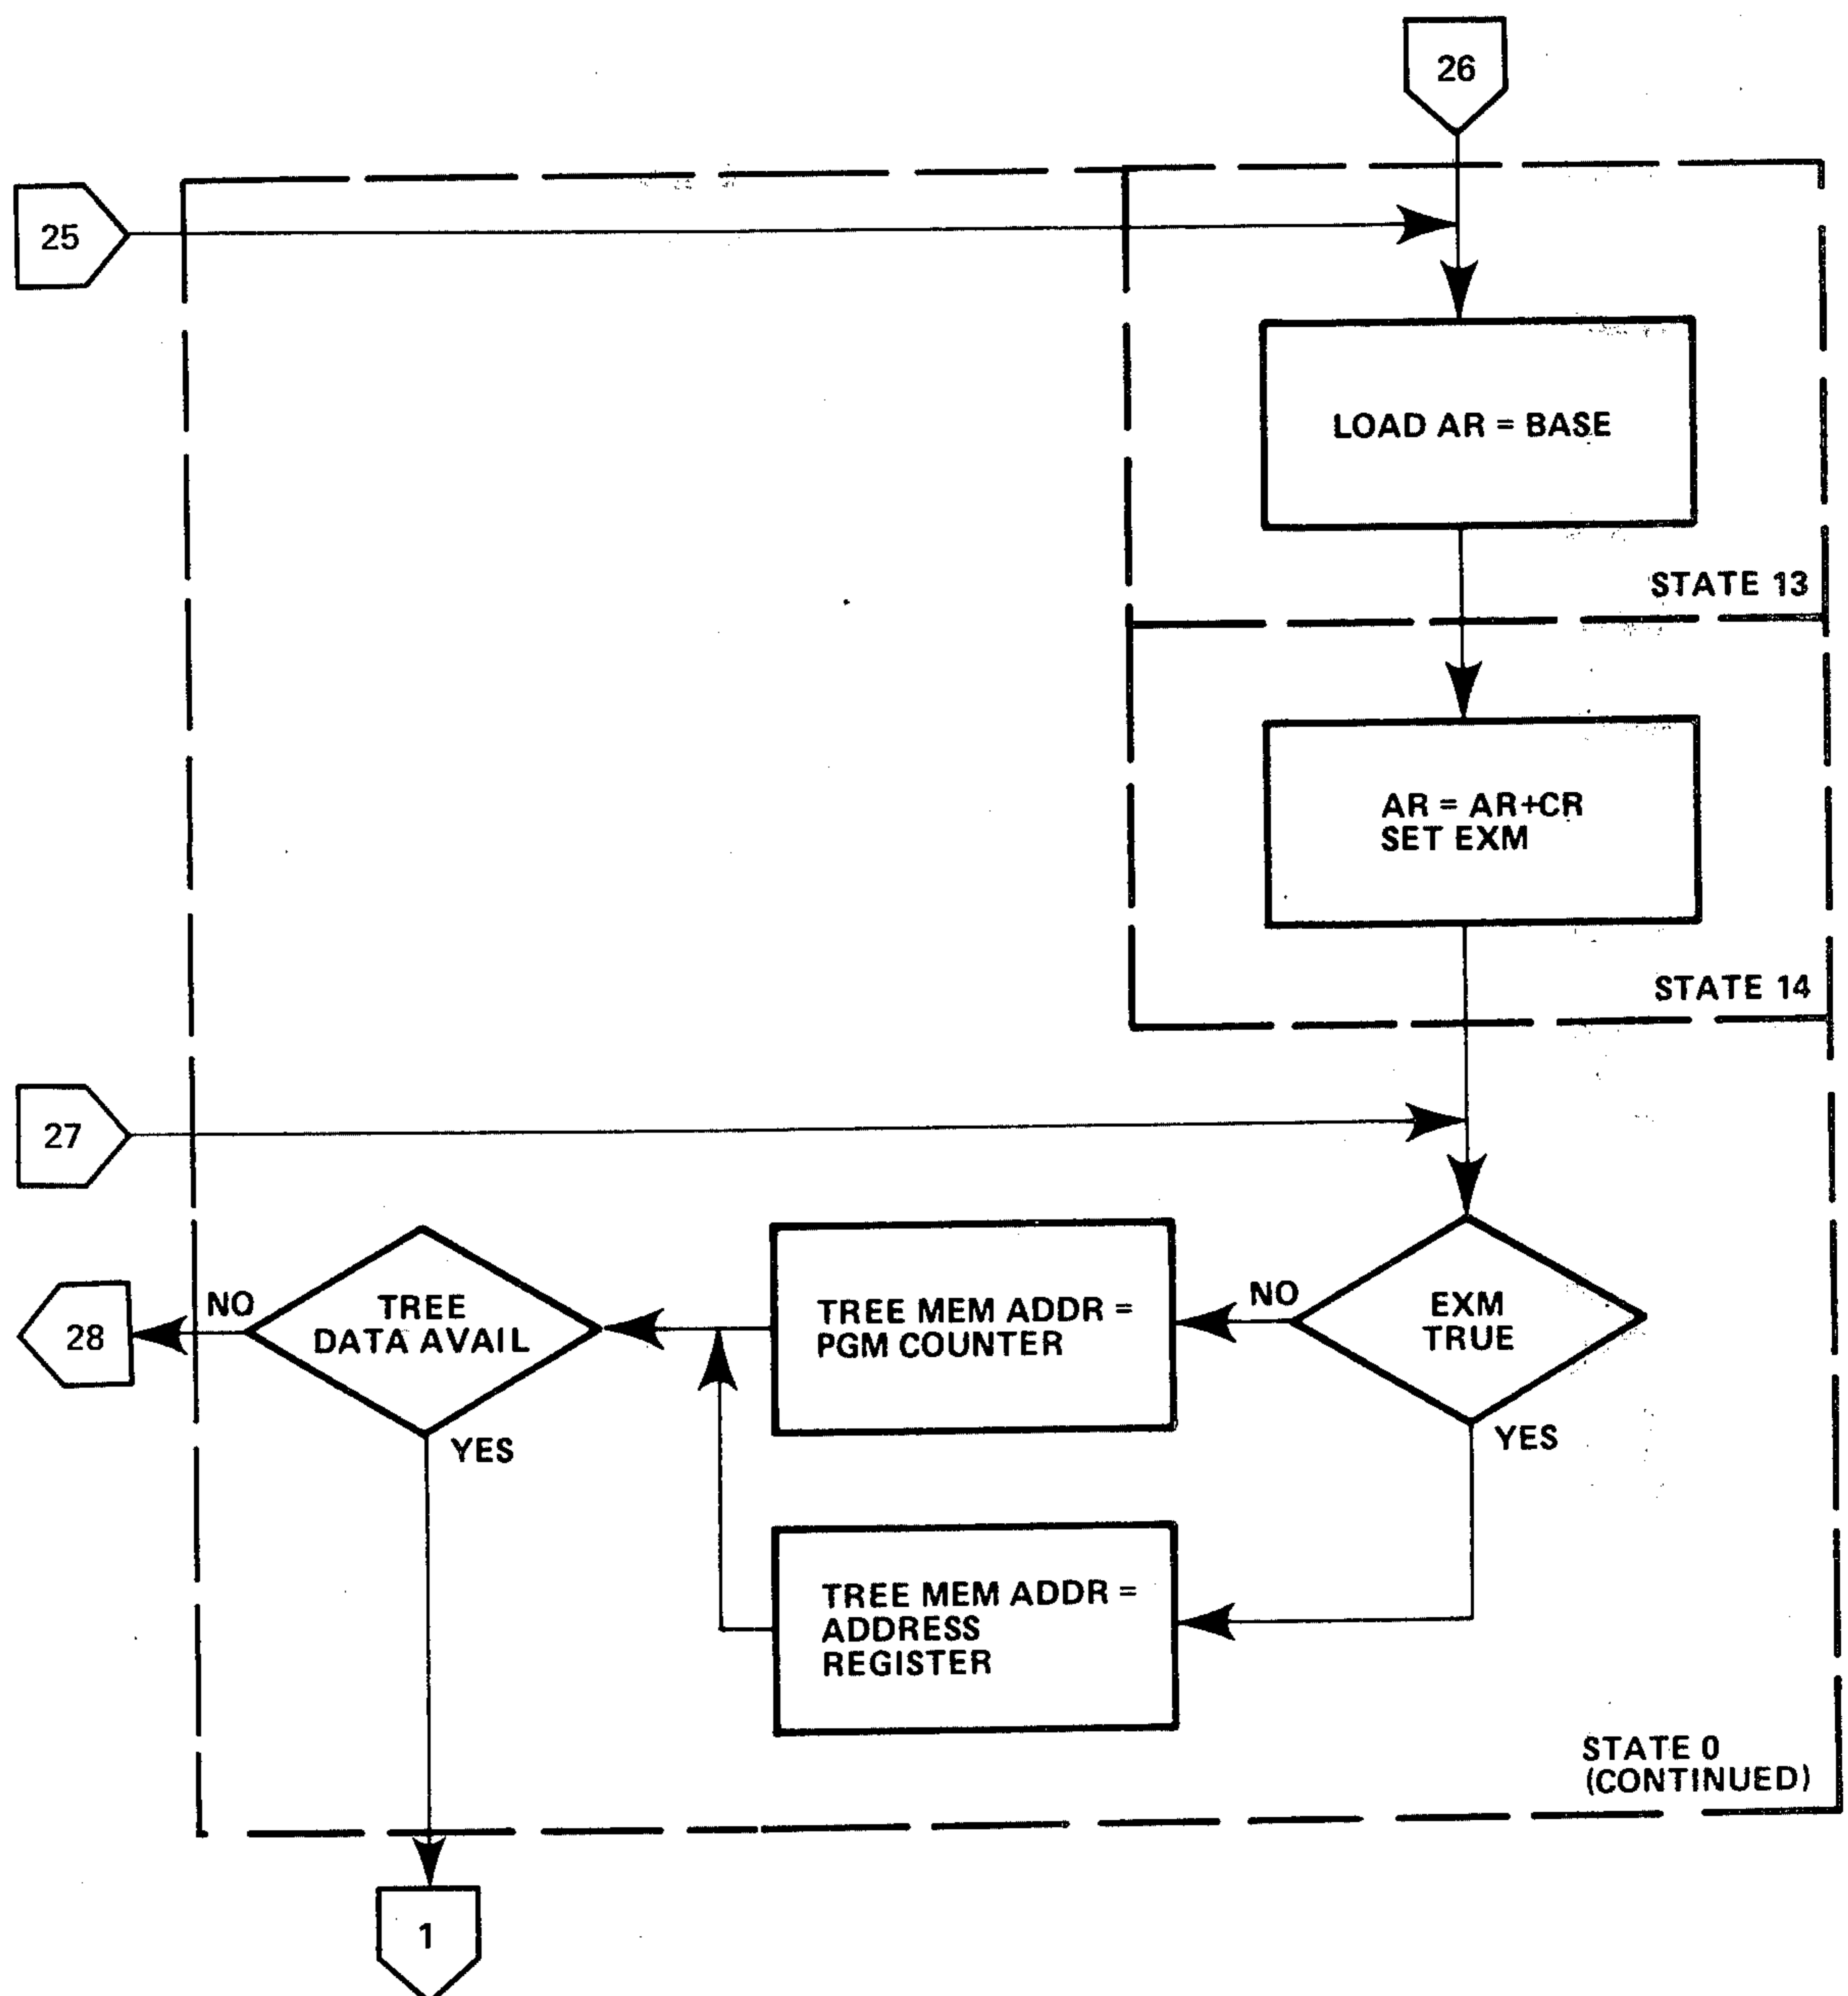 26
25
LOAD AR = BASE
STATE 13
AR = AR+CR
SET EXM
STATE 14
27
EXM
TRUE
NO
YES
TREE MEM ADDR =
PGM COUNTER
TREE
DATA AVAIL
NO
28
YES
TREE MEM ADDR =
ADDRESS
REGISTER
STATE 0
(CONTINUED)
1